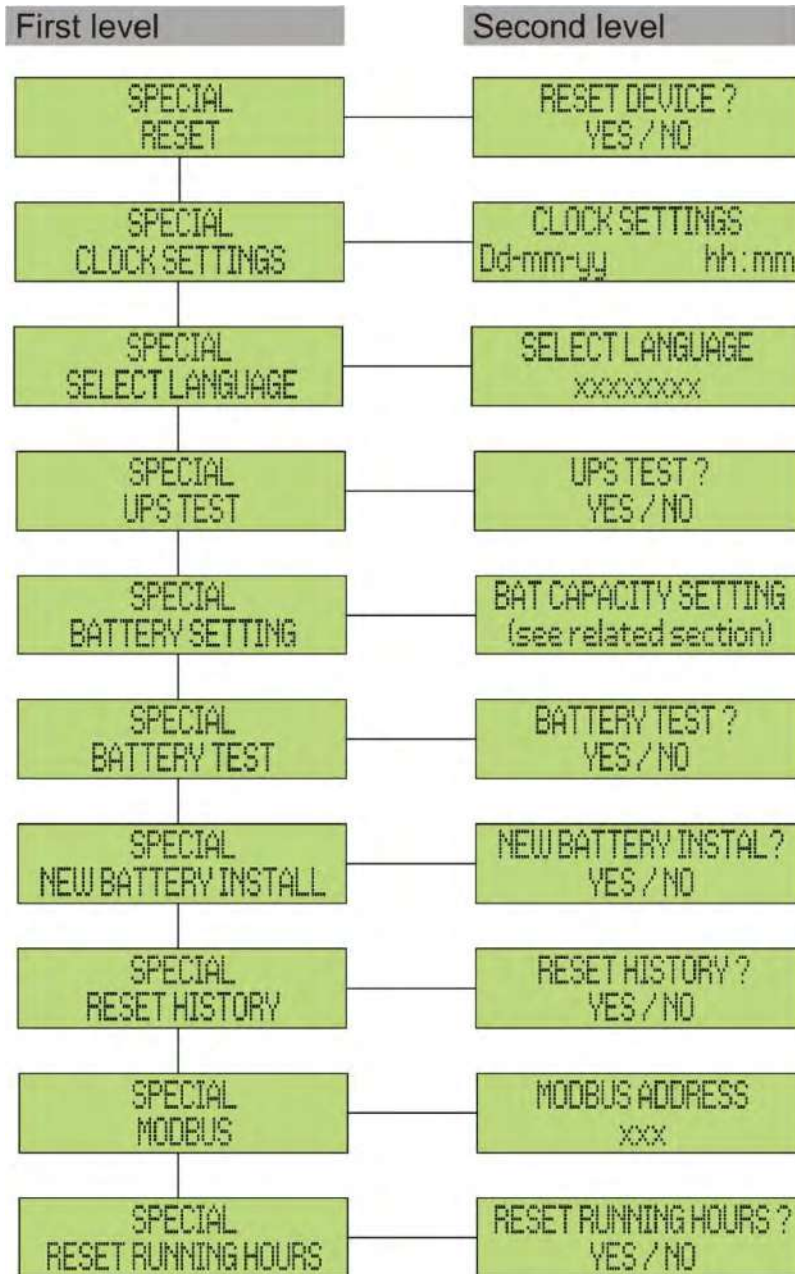 First level
Second level
SPECIAL
RESET
RESET DEVICE ?
YES / NO
SPECIAL
CLOCK SETTINGS
CLOCK SETTINGS
Dd-mm-yy hh:mm
SPECIAL
SELECT LANGUAGE
SELECT LANGUAGE
xxxxxxxx
SPECIAL
UPS TEST
UPS TEST ?
YES / NO
SPECIAL
BATTERY SETTING
BAT CAPACITY SETTING
(see related section)
SPECIAL
BATTERY TEST
BATTERY TEST ?
YES / NO
SPECIAL
NEW BATTERY INSTALL
NEW BATTERY INSTAL?
YES / NO
SPECIAL
RESET HISTORY
RESET HISTORY ?
YES / NO
SPECIAL
MODBUS
MODBUS ADDRESS
xxx
SPECIAL
RESET RUNNING HOURS
RESET RUNNING HOURS ?
YES / NO